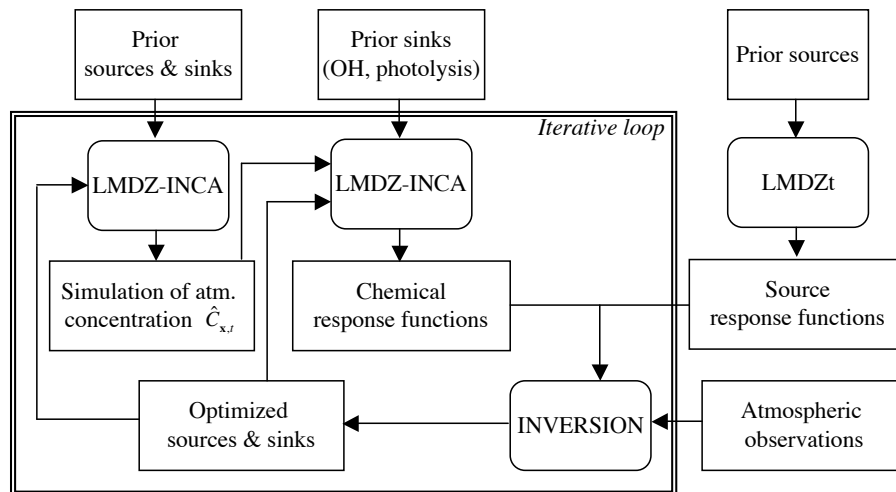 Prior
sources & sinks
Prior sinks
(OH, photolysis)
Prior sources
Iterative loop
LMDZ-INCA
LMDZ-INCA
LMDZt
Simulation of atm.
concentration Ĉx,t
Chemical
response functions
Source
response functions
Optimized
sources & sinks
INVERSION
Atmospheric
observations